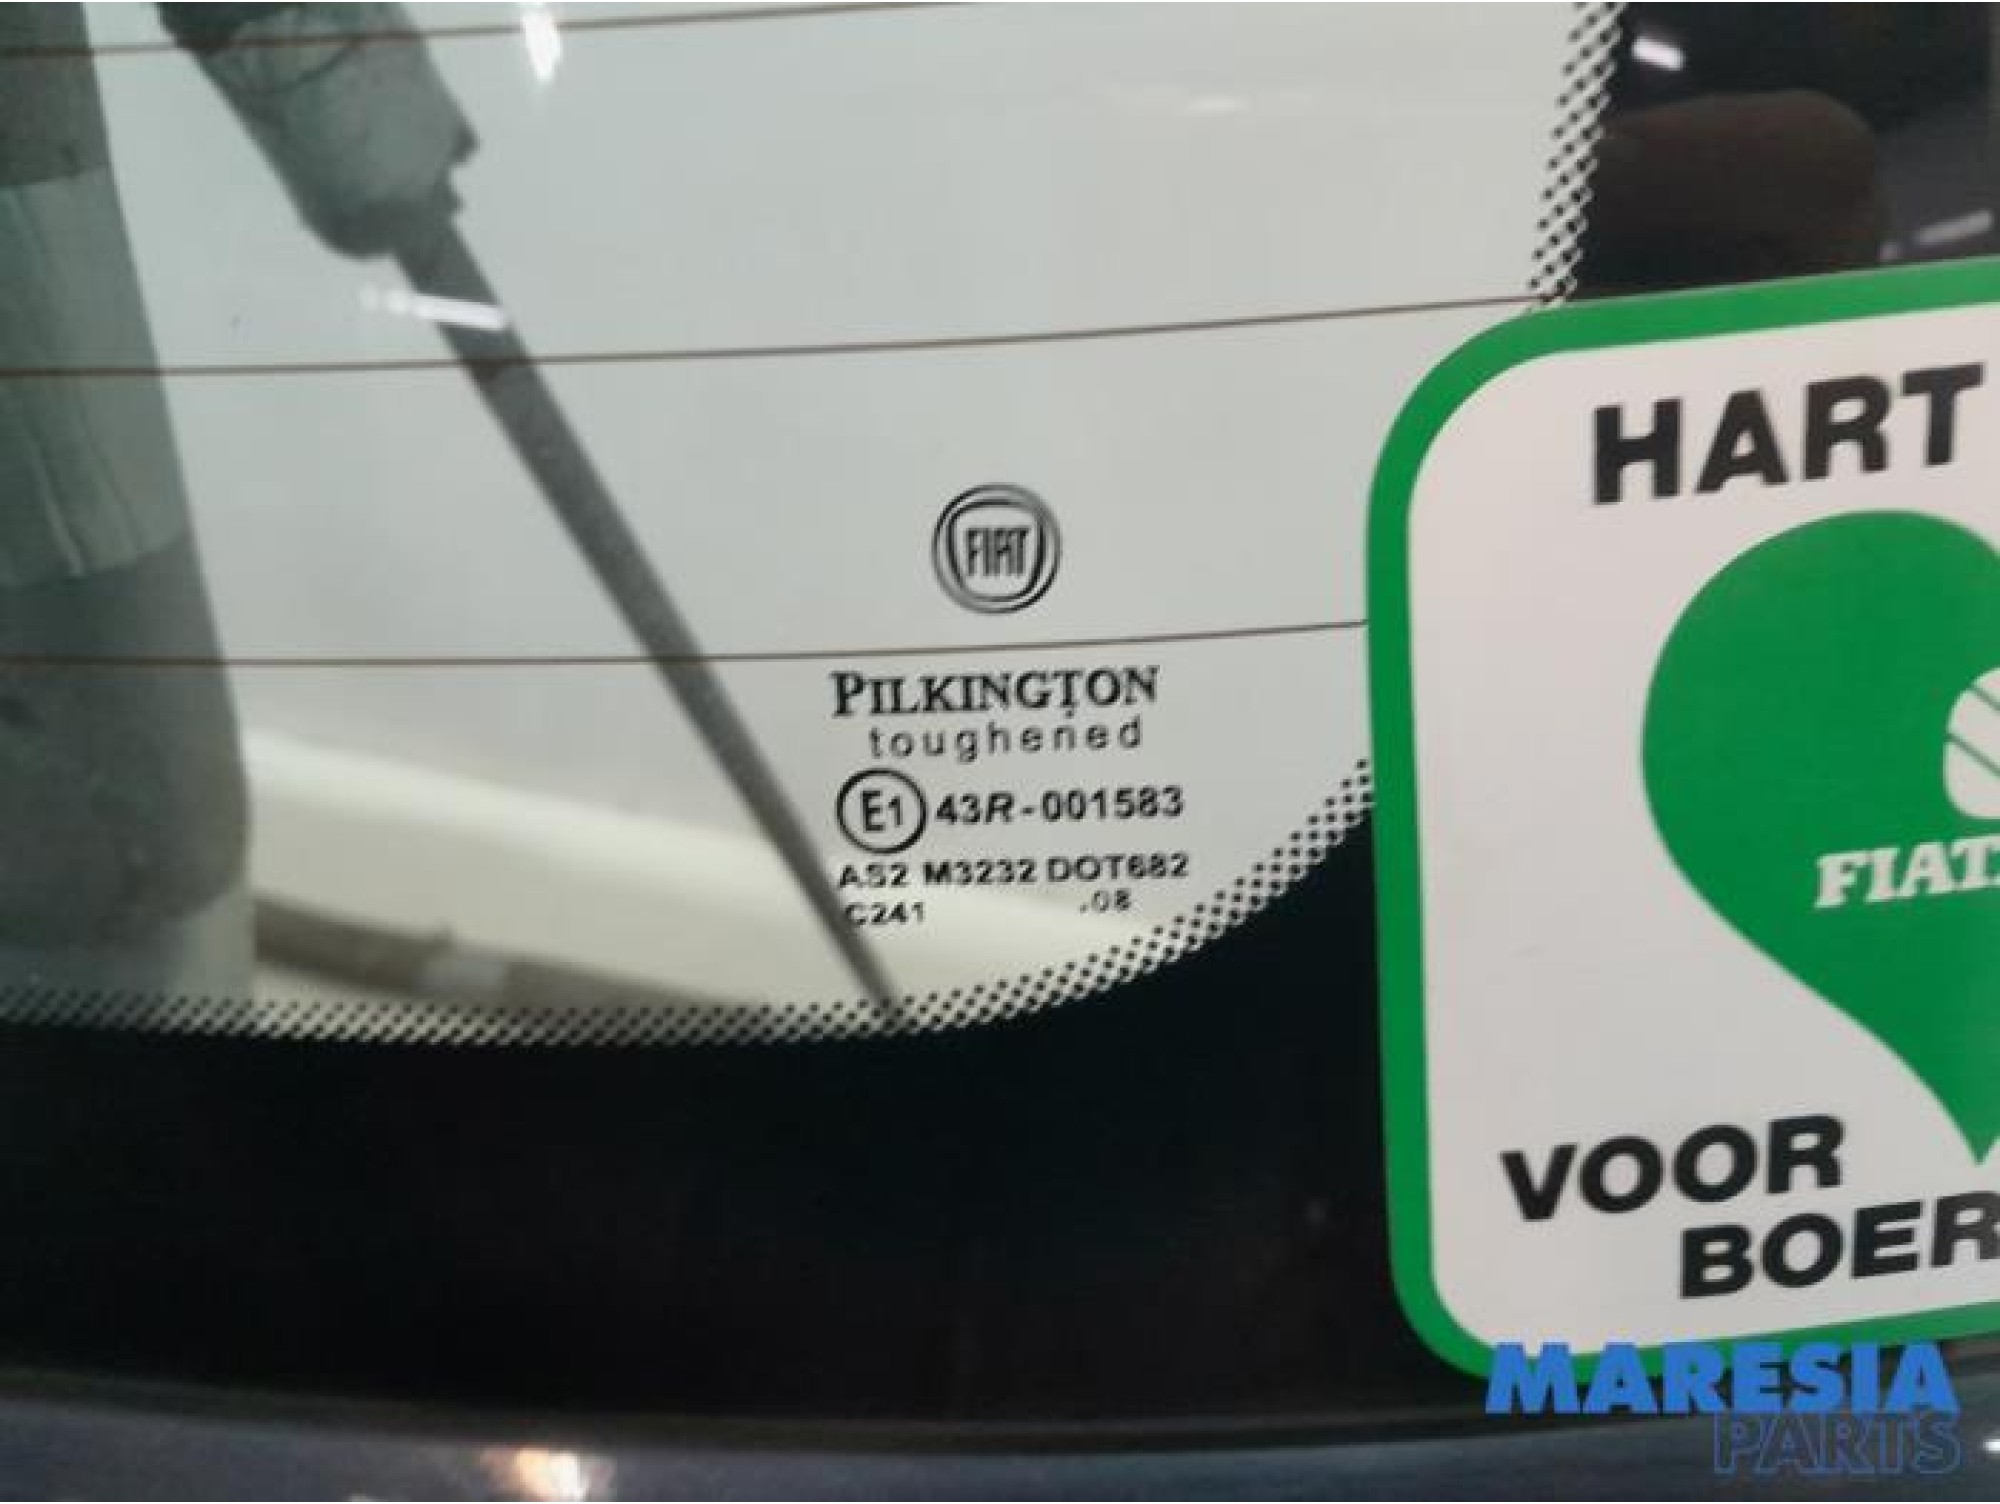 FIAT
PILKINGTON
toughened
E1 43R-001583
AS2 M3232 DOT682
C241 .08
HART
FIAT
VOOR
BOER
MARESIA
PARTS